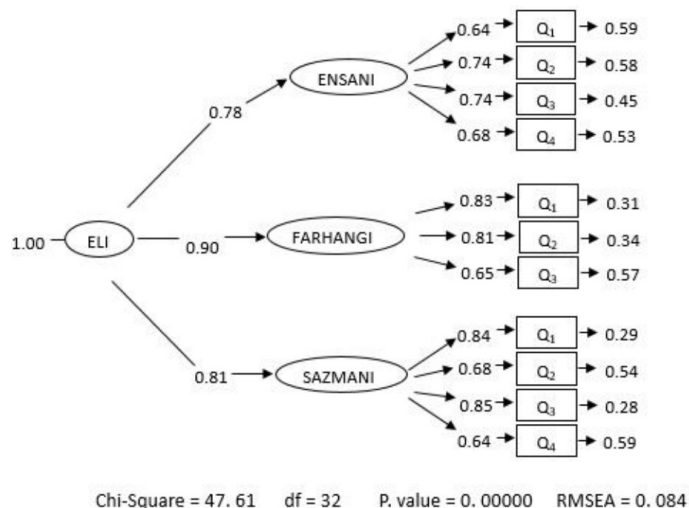 0.64 Q1 0.59
0.74 Q2 0.58
ENSANI
0.74 Q3 0.45
0.78
0.68 Q4 0.53
0.83 Q1 0.31
1.00 ELI 0.90 FARHANGI 0.81 Q2 0.34
0.65 Q3 0.57
0.84 Q1 0.29
0.68 Q2 0.54
0.81 SAZMANI
0.85 Q3 0.28
0.64 Q4 0.59
Chi-Square = 47. 61 df = 32 P. value = 0. 00000 RMSEA = 0. 084